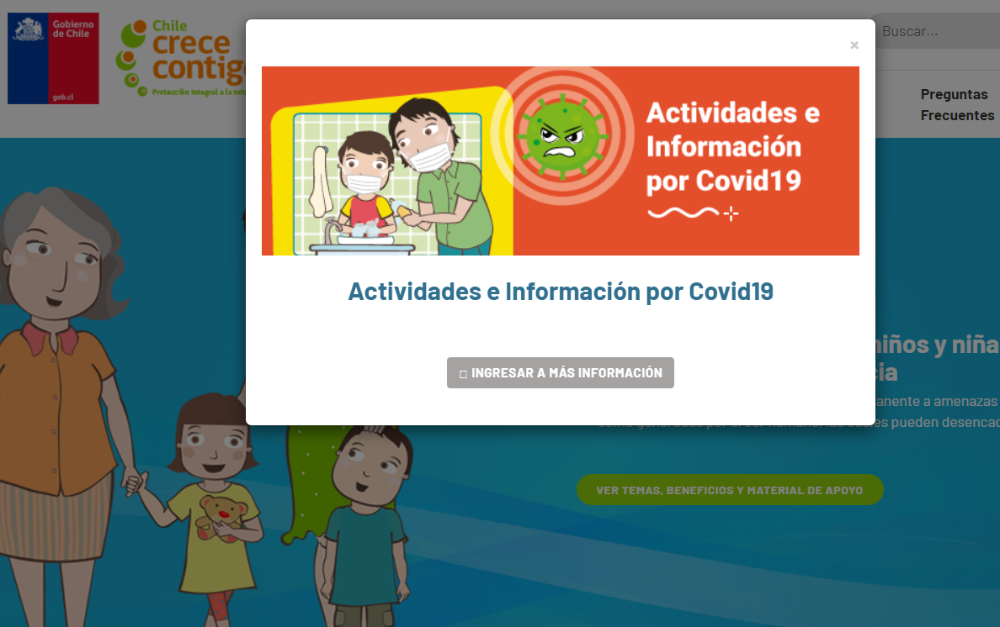 Gobierno
de Chile
gob.cl
Chile
crece
contig
Protección Integral a la Infa
Buscar...
Preguntas
Frecuentes
×
Actividades e
Información
por Covid19
Actividades e Información por Covid19
INGRESAR A MÁS INFORMACIÓN
niños y niña
cia
anente a amenazas
pueden desencad
VER TEMAS, BENEFICIOS Y MATERIAL DE APOYO